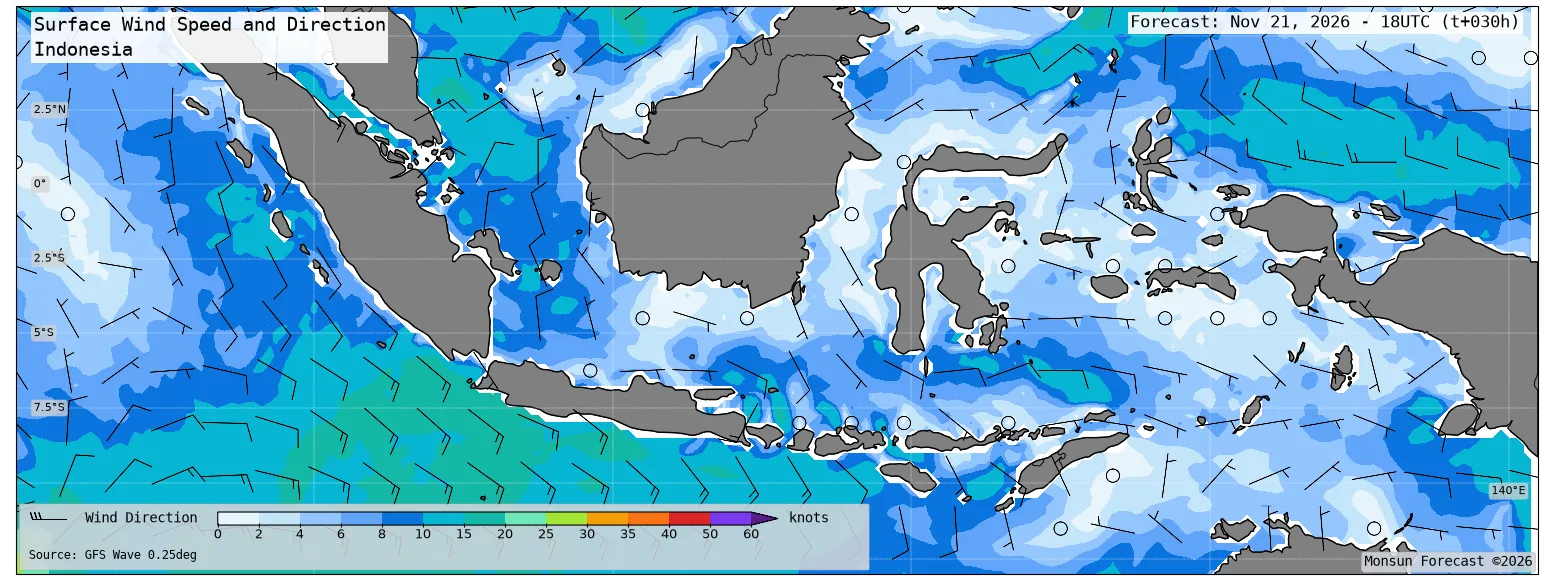 Surface Wind Speed and Direction
Indonesia
Forecast: Nov 21, 2026 - 18UTC (t+030h)
2.5°N
0°
2.5°S
5°S
7.5°S
140°E
Wind Direction
0 2 4 6 8 10 15 20 25 30 35 40 50 60
knots
Source: GFS Wave 0.25deg
Monsun Forecast ©2026